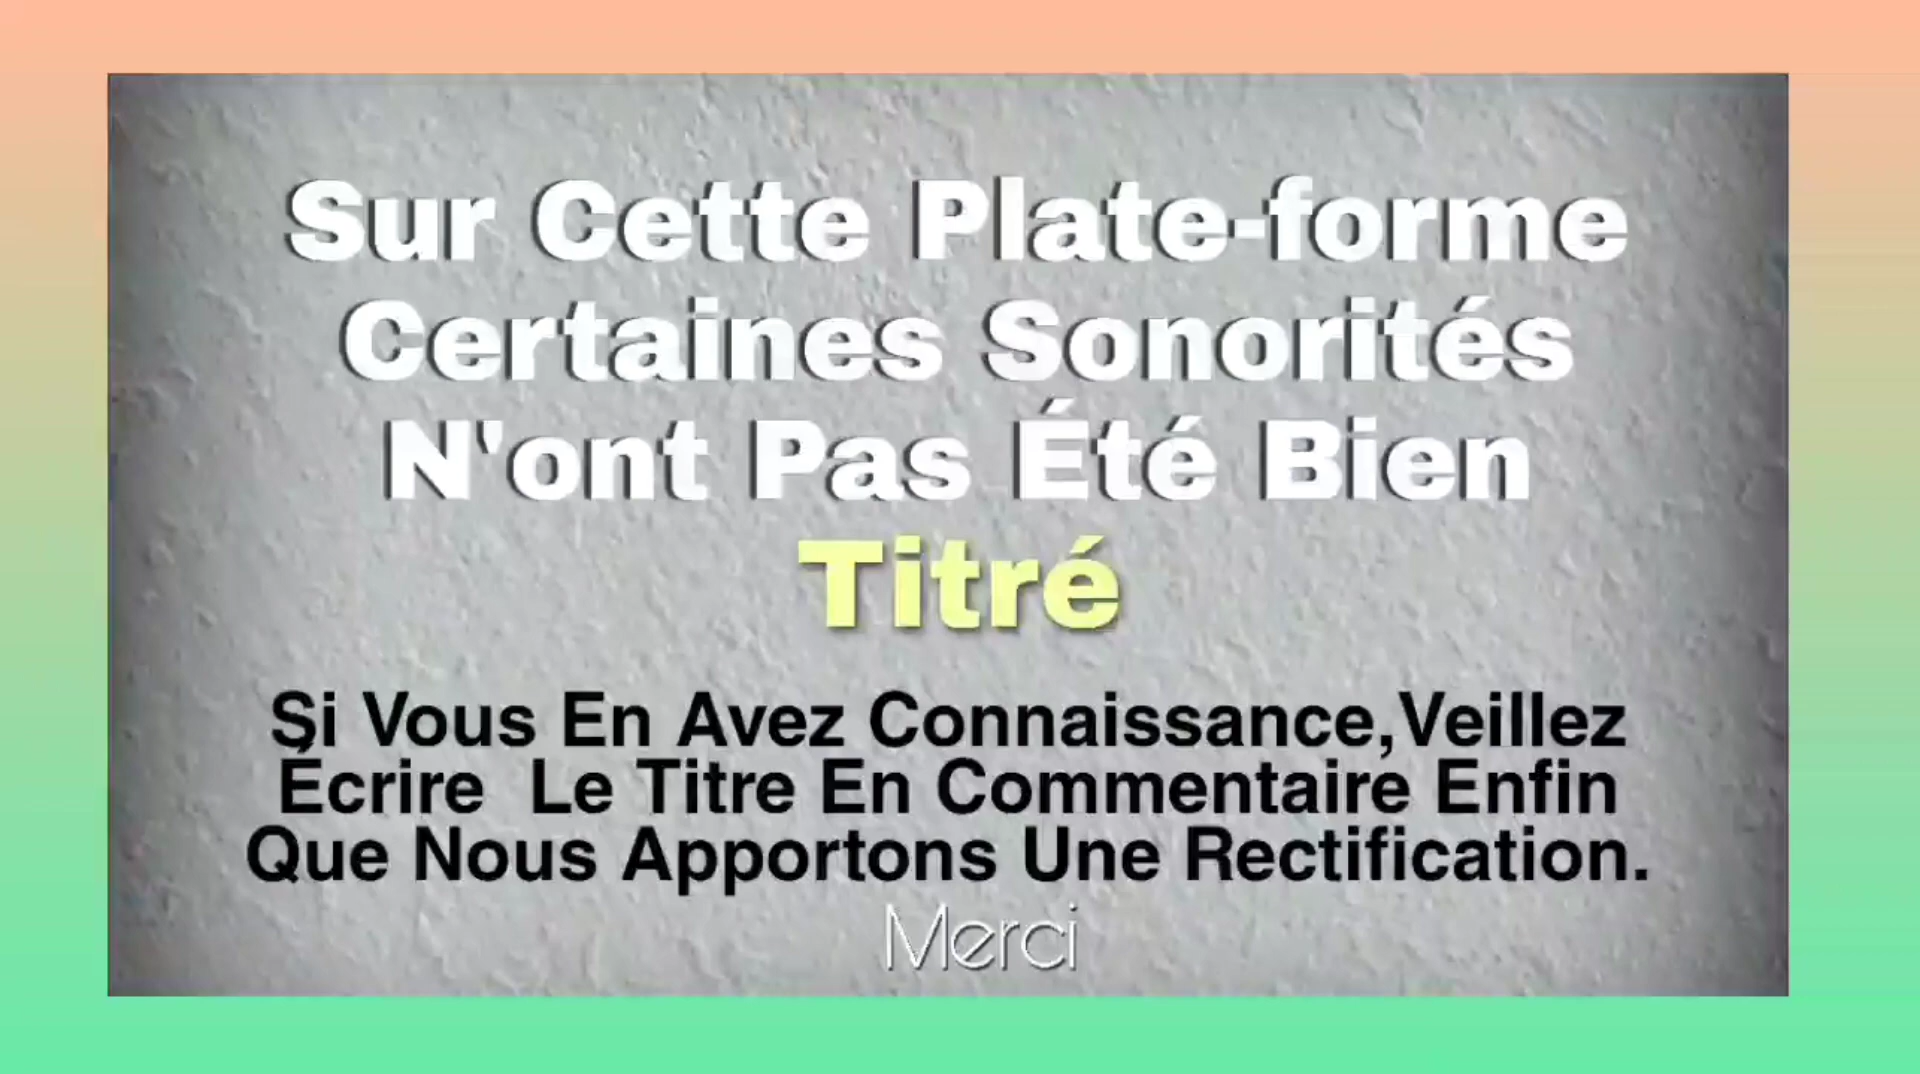 Sur Cette Plate-forme
Certaines Sonorités
N'ont Pas Été Bien
Titré
Si Vous En Avez Connaissance,Veillez
Écrire  Le Titre En Commentaire Enfin
Que Nous Apportons Une Rectification.
Merci